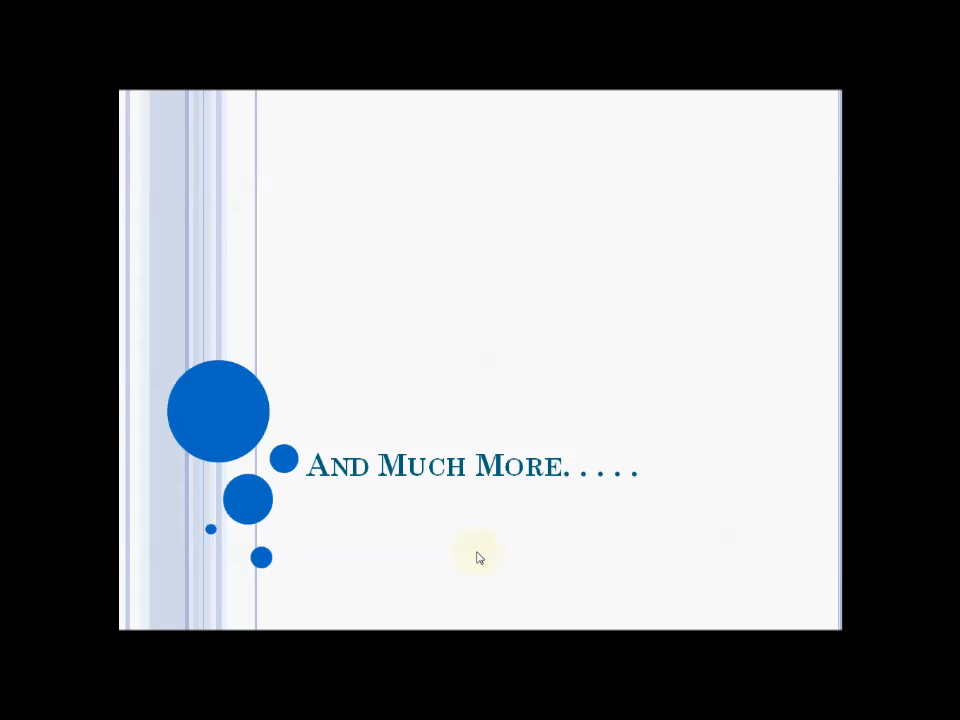 And Much More. . . . .